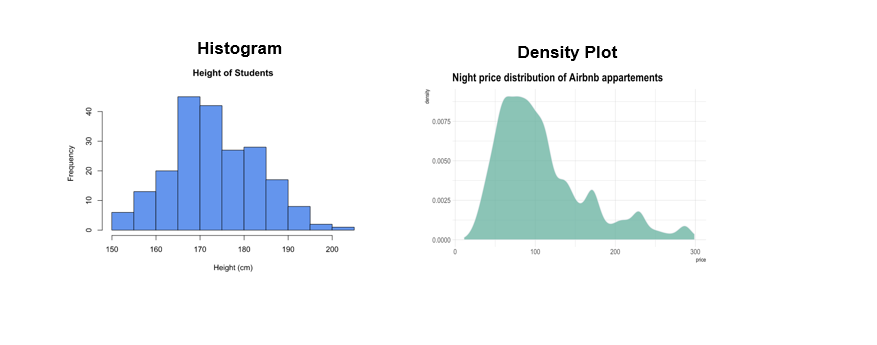 Histogram
Height of Students
Frequency
0
10
20
30
40
150
160
170
180
190
200
Height (cm)
Density Plot
Night price distribution of Airbnb appartements
density
0.0075
0.0050
0.0025
0.0000
0
100
200
300
price